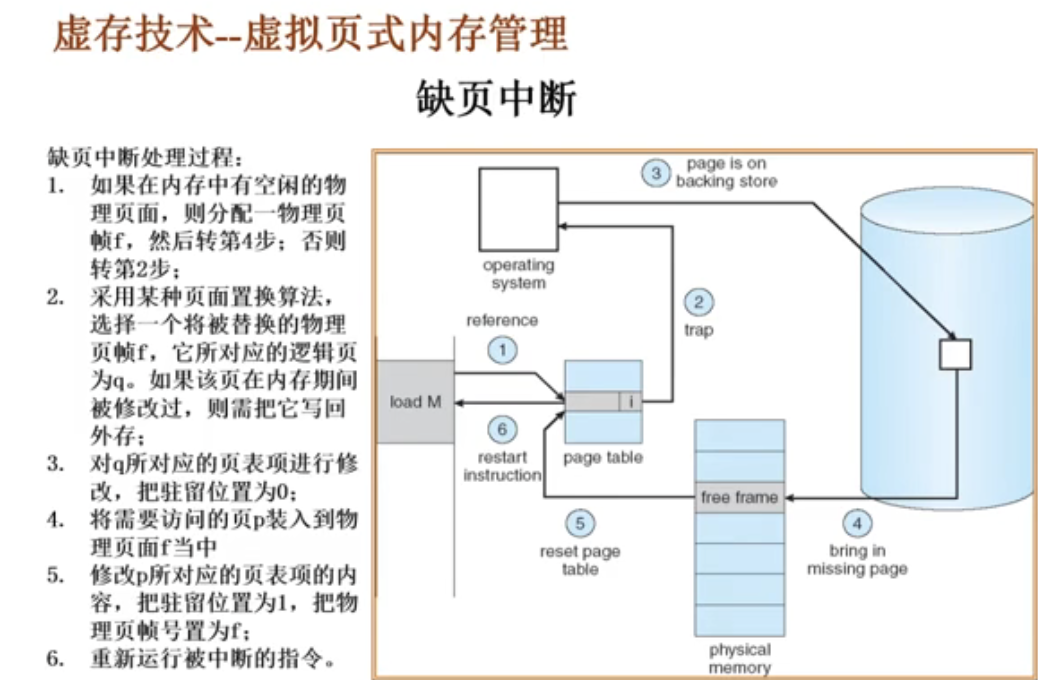 虚存技术--虚拟页式内存管理
缺页中断
缺页中断处理过程：
1. 如果在内存中有空闲的物
理页面，则分配一物理页
帧f，然后转第4步；否则
转第2步；
2. 采用某种页面置换算法，
选择一个将被替换的物理
页帧f，它所对应的逻辑页
为q。如果该页在内存期间
被修改过，则需把它写回
外存；
3. 对q所对应的页表项进行修
改，把驻留位置为0；
4. 将需要访问的页p装入到物
理页面f当中
5. 修改p所对应的页表项的内
容，把驻留位置为1，把物
理页帧号置为f；
6. 重新运行被中断的指令。
3
page is on
backing store
operating
system
2
trap
reference
1
load M
i
6
restart
instruction
page table
free frame
5
reset page
table
4
bring in
missing page
physical
memory